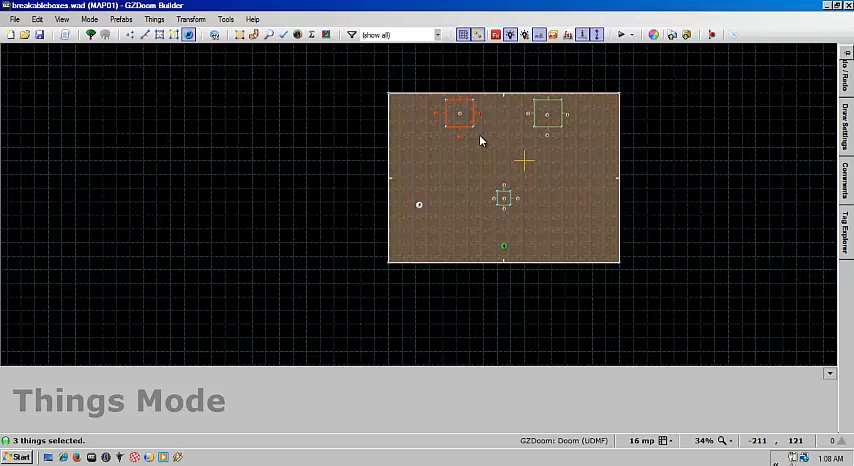 breakableboxes.wad (MAP01) - GZDoom Builder
File Edit View Mode Prefabs Things Transform Tools Help
(show all)
Draw Settings
Comments
Tag Explorer
Things Mode
3 things selected.
GZDoom: Doom (UDMF)
16 mp
34%
-211 , 121
0
Start
1:08 AM